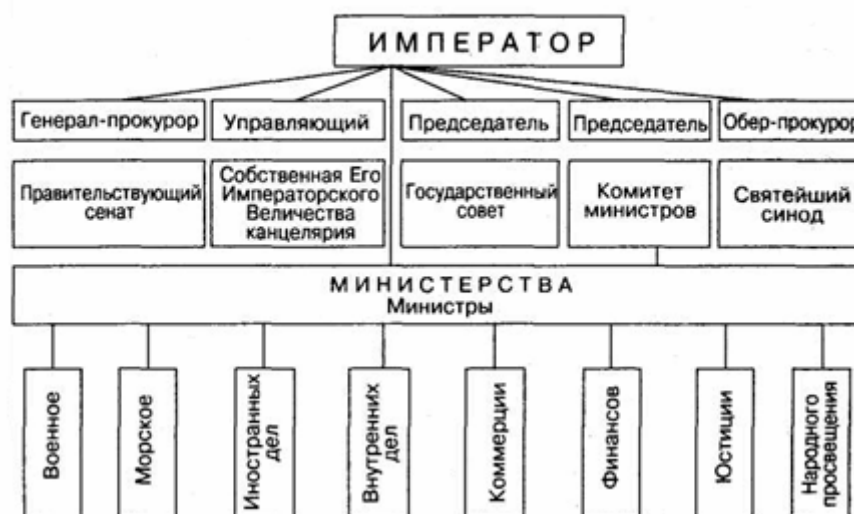 ИМПЕРАТОР
Генерал-прокурор
Управляющий
Председатель
Председатель
Обер-прокурор
Правительствующий
сенат
Собственная Его
Императорского
Величества
канцелярия
Государственный
совет
Комитет
министров
Святейший
синод
МИНИСТЕРСТВА
Министры
Военное
Морское
Иностранных
дел
Внутренних
дел
Коммерции
Финансов
Юстиции
Народного
просвещения